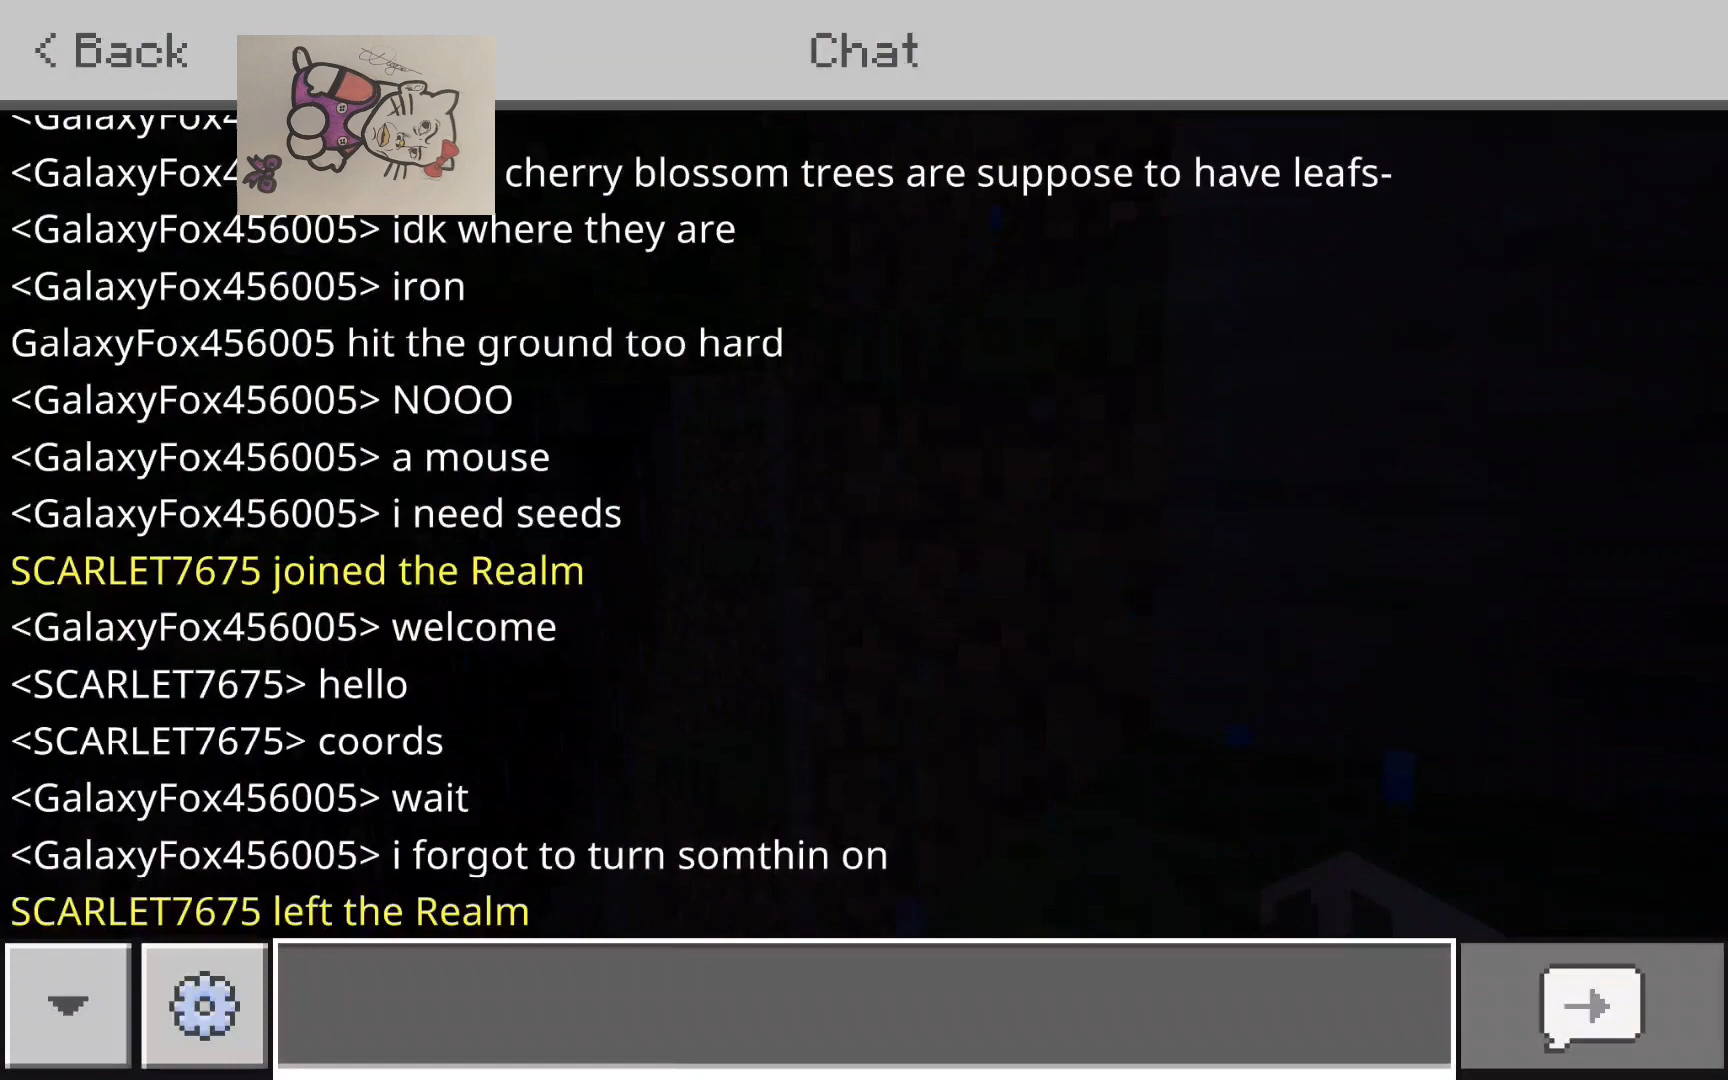 < Back
Chat
<GalaxyFox4
<GalaxyFox4 cherry blossom trees are suppose to have leafs-
<GalaxyFox456005> idk where they are
<GalaxyFox456005> iron
GalaxyFox456005 hit the ground too hard
<GalaxyFox456005> NOOO
<GalaxyFox456005> a mouse
<GalaxyFox456005> i need seeds
SCARLET7675 joined the Realm
<GalaxyFox456005> welcome
<SCARLET7675> hello
<SCARLET7675> coords
<GalaxyFox456005> wait
<GalaxyFox456005> i forgot to turn somthin on
SCARLET7675 left the Realm